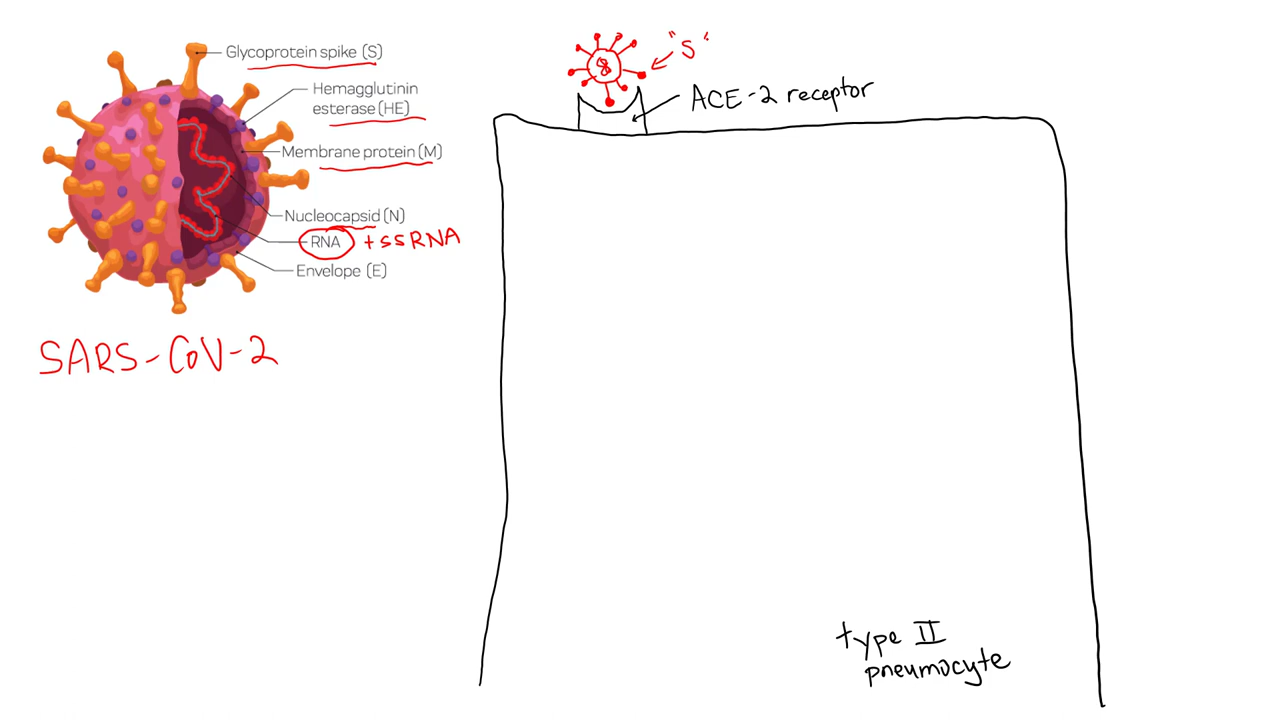 Glycoprotein spike (S)
Hemagglutinin
esterase (HE)
Membrane protein (M)
Nucleocapsid (N)
RNA +ssRNA
Envelope (E)
SARS-CoV-2
"S"
ACE-2 receptor
type II
pneumocyte